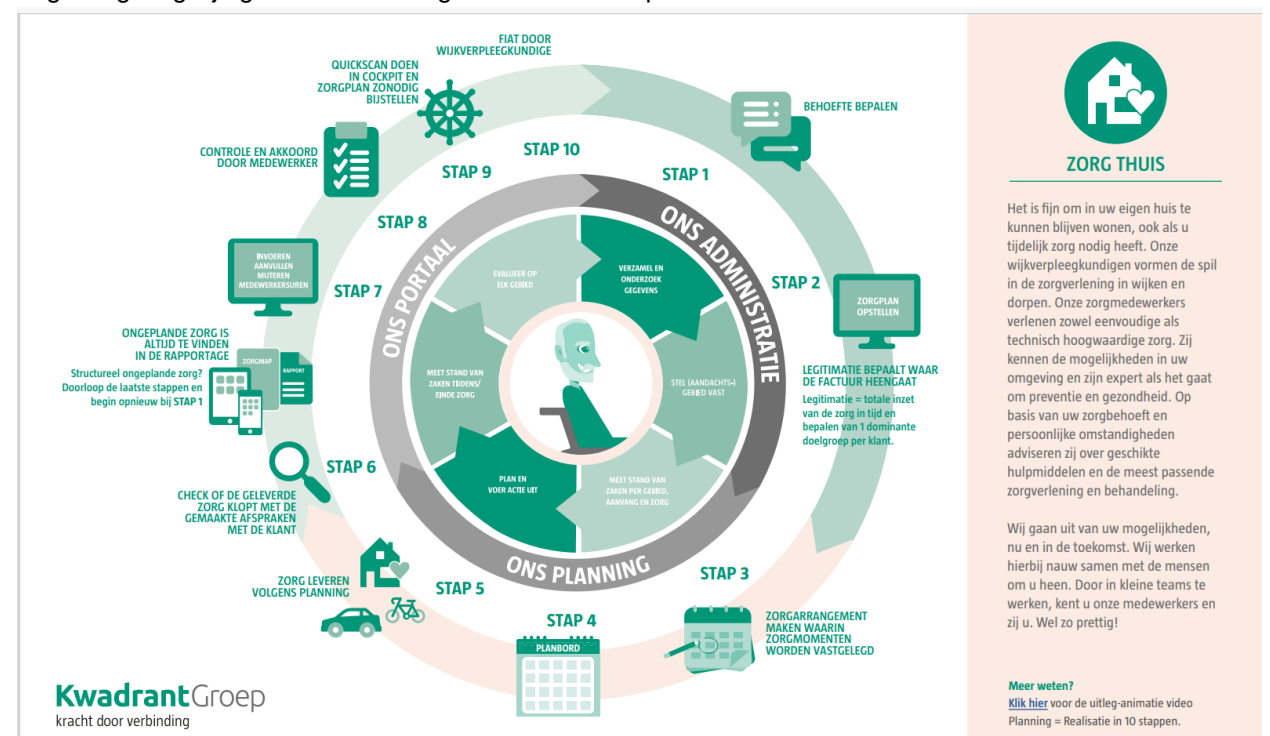 FIAT DOOR
WIJKVERPLEEGKUNDIGE
QUICKSCAN DOEN
IN COCKPIT EN
ZORGPLAN ZONODIG
BIJSTELLEN
CONTROLE EN AKKOORD
DOOR MEDEWERKER
BEHOEFTE BEPALEN
STAP 10
STAP 9
STAP 1
STAP 8
STAP 2
STAP 7
ONS PORTAAL
ONS ADMINISTRATIE
ONS PLANNING
INVOEREN
AANVULLEN
MUTEREN
MEDEWERKERSUREN
EVALUEER OP
ELK GEBIED
VERZAMEL EN
ONDERZOEK
GEGEVENS
ZORGPLAN
OPSTELLEN
ONGEPLANDE ZORG IS
ALTIJD TE VINDEN
IN DE RAPPORTAGE
Structureel ongeplande zorg?
Doorloop de laatste stappen en
begin opnieuw bij STAP 1
ZORGMAP
RAPPORT
MEET STAND VAN
ZAKEN TIJDENS/
EINDE ZORG
STEL (AANDACHTS-)
GEBIED VAST
LEGITIMATIE BEPAALT WAAR
DE FACTUUR HEENGAAT
Legitimatie = totale inzet
van de zorg in tijd en
bepalen van 1 dominante
doelgroep per klant.
STAP 6
PLAN EN
VOER ACTIE UIT
MEET STAND VAN
ZAKEN PER GEBIED,
AANVANG EN ZORG
CHECK OF DE GELEVERDE
ZORG KLOPT MET DE
GEMAAKTE AFSPRAKEN
MET DE KLANT
STAP 3
STAP 5
STAP 4
ZORG LEVEREN
VOLGENS PLANNING
PLANBORD
ZORGARRANGEMENT
MAKEN WAARIN
ZORGMOMENTEN
WORDEN VASTGELEGD
KwadrantGroep
kracht door verbinding
ZORG THUIS
Het is fijn om in uw eigen huis te
kunnen blijven wonen, ook als u
tijdelijk zorg nodig heeft. Onze
wijkverpleegkundigen vormen de spil
in de zorgverlening in wijken en
dorpen. Onze zorgmedewerkers
verlenen zowel eenvoudige als
technisch hoogwaardige zorg. Zij
kennen de mogelijkheden in uw
omgeving en zijn expert als het gaat
om preventie en gezondheid. Op
basis van uw zorgbehoeft en
persoonlijke omstandigheden
adviseren zij over geschikte
hulpmiddelen en de meest passende
zorgverlening en behandeling.
Wij gaan uit van uw mogelijkheden,
nu en in de toekomst. Wij werken
hierbij nauw samen met de mensen
om u heen. Door in kleine teams te
werken, kent u onze medewerkers en
zij u. Wel zo prettig!
Meer weten?
Klik hier voor de uitleg-animatie video
Planning = Realisatie in 10 stappen.